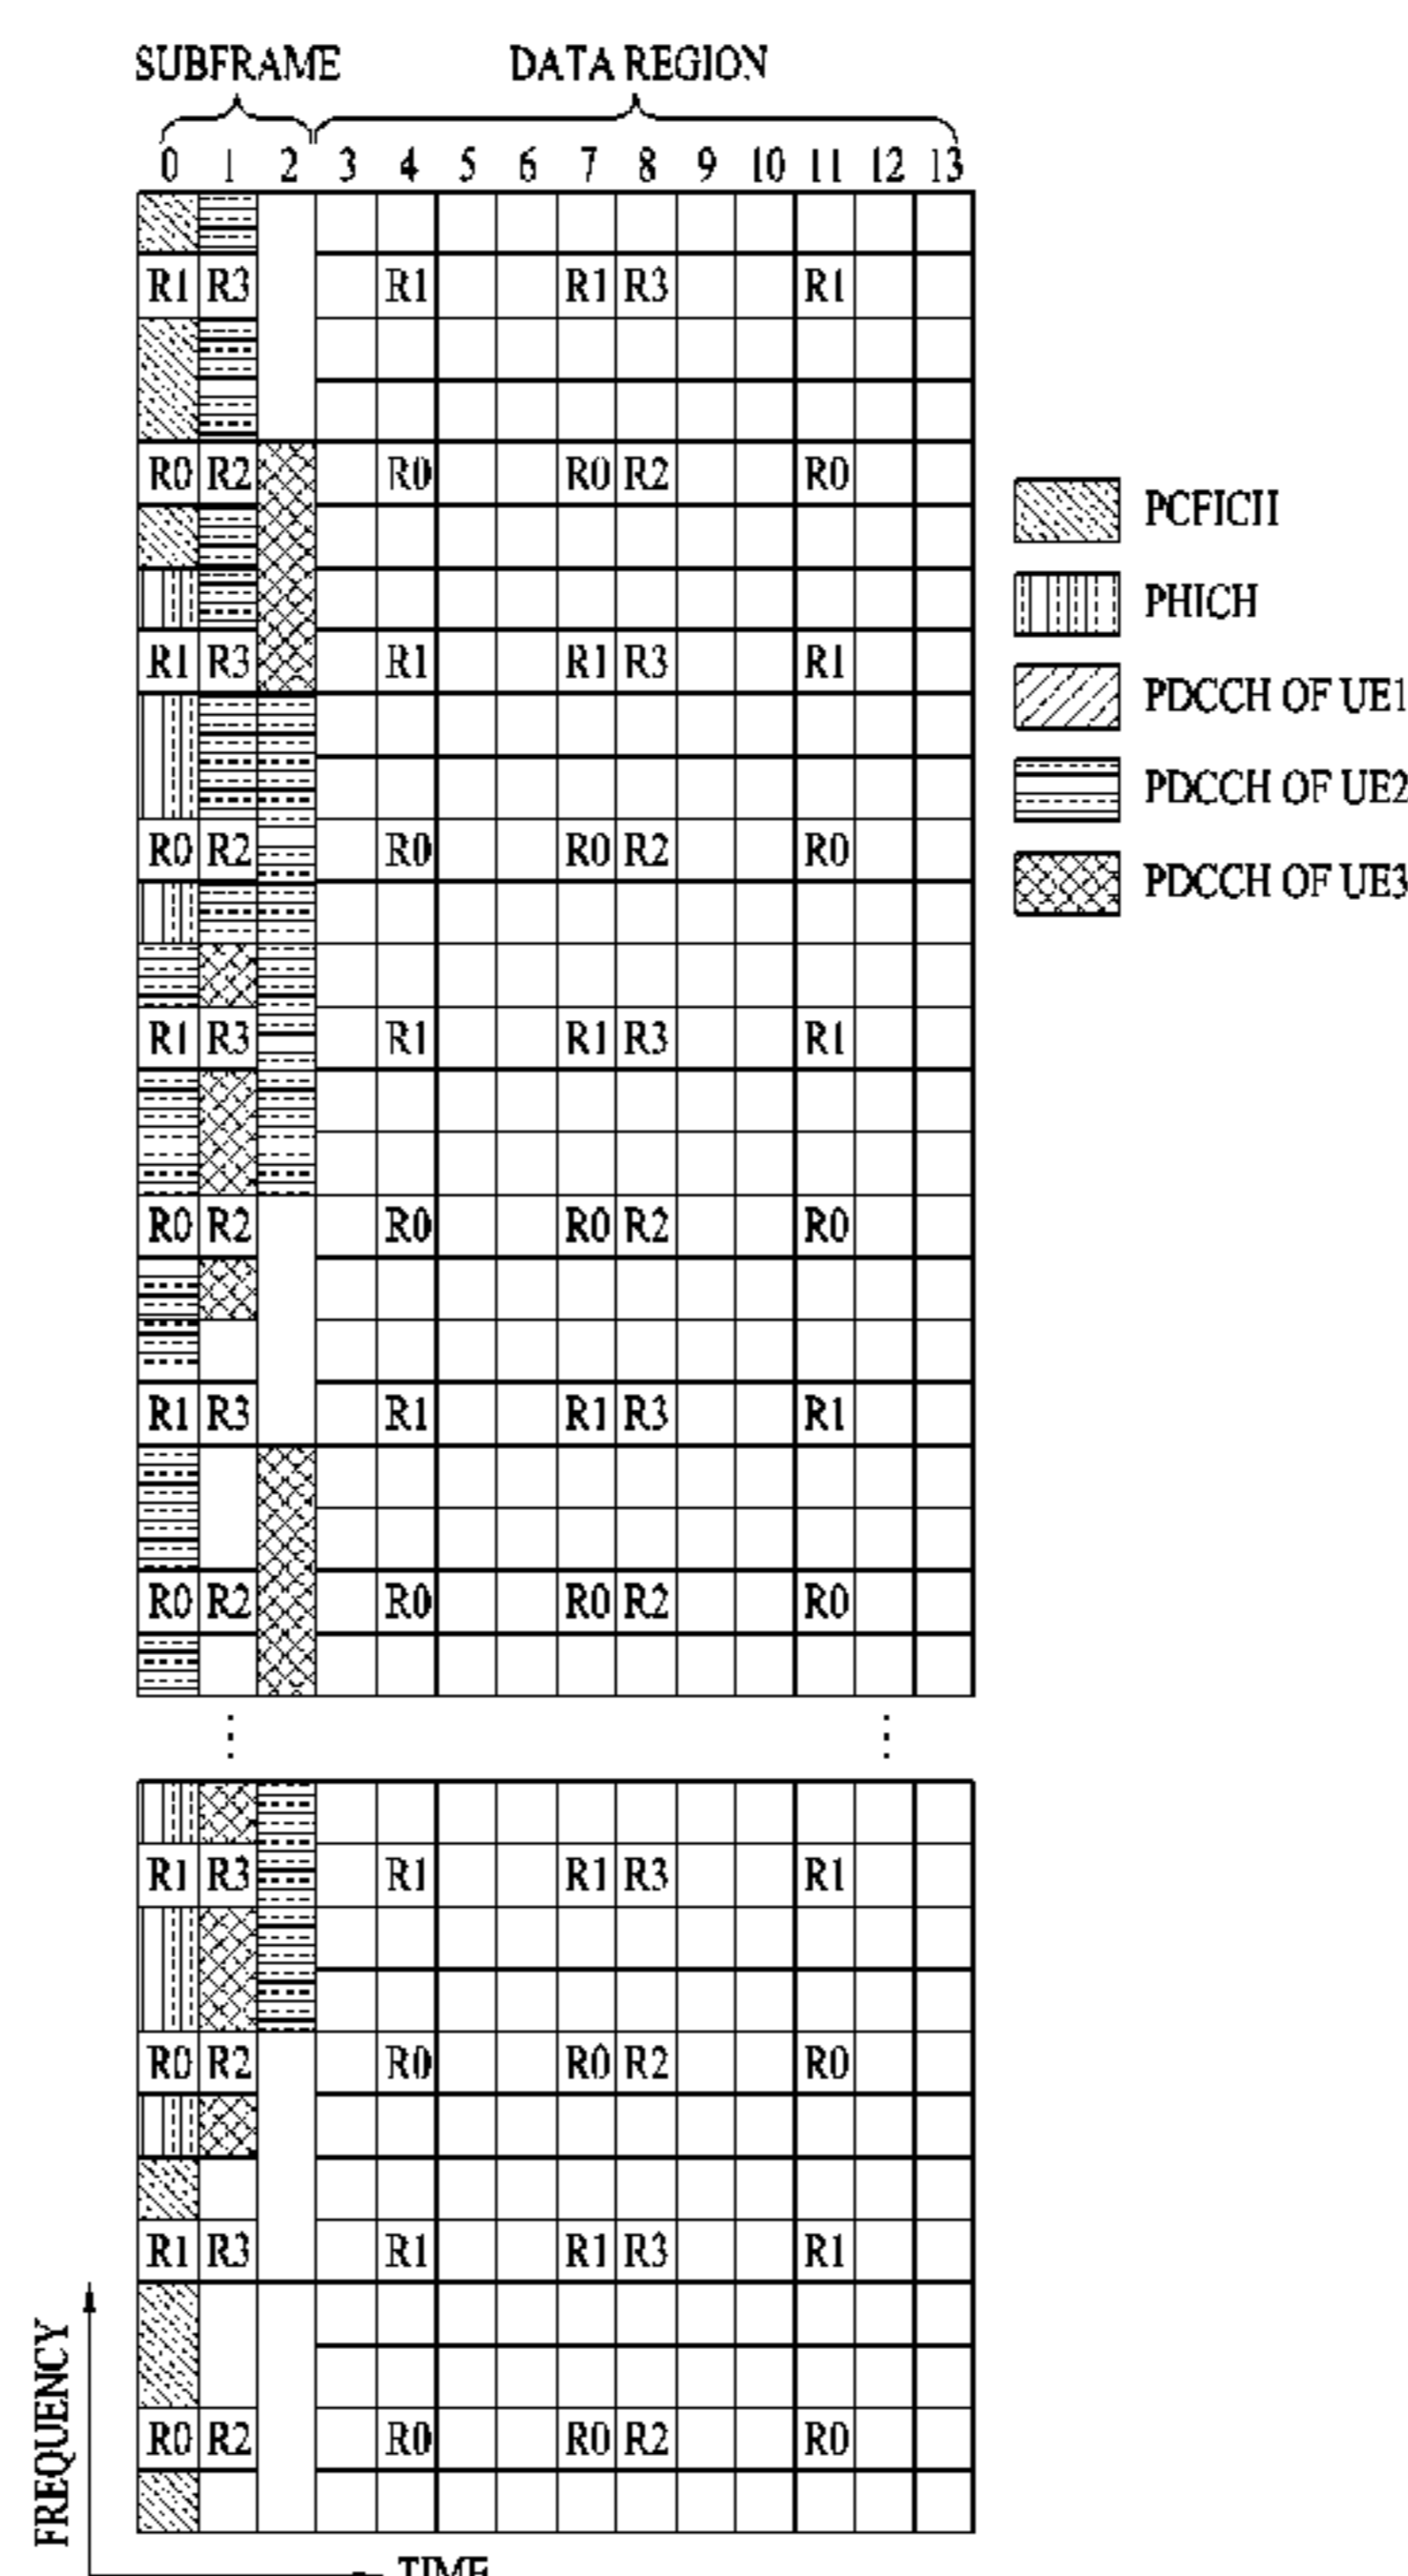 SUBFRAME DATA REGION
0 1 2 3 4 5 6 7 8 9 10 11 12 13
R1 R3 R1 R1 R3 R1
R0 R2 R0 R0 R2 R0
PCFICH
PHICH
R1 R3 R1 R1 R3 R1
PDCCH OF UE1
PDCCH OF UE2
R0 R2 R0 R0 R2 R0
PDCCH OF UE3
R1 R3 R1 R1 R3 R1
R0 R2 R0 R0 R2 R0
R1 R3 R1 R1 R3 R1
R0 R2 R0 R0 R2 R0
R1 R3 R1 R1 R3 R1
R0 R2 R0 R0 R2 R0
R1 R3 R1 R1 R3 R1
R0 R2 R0 R0 R2 R0
FREQUENCY
TIME